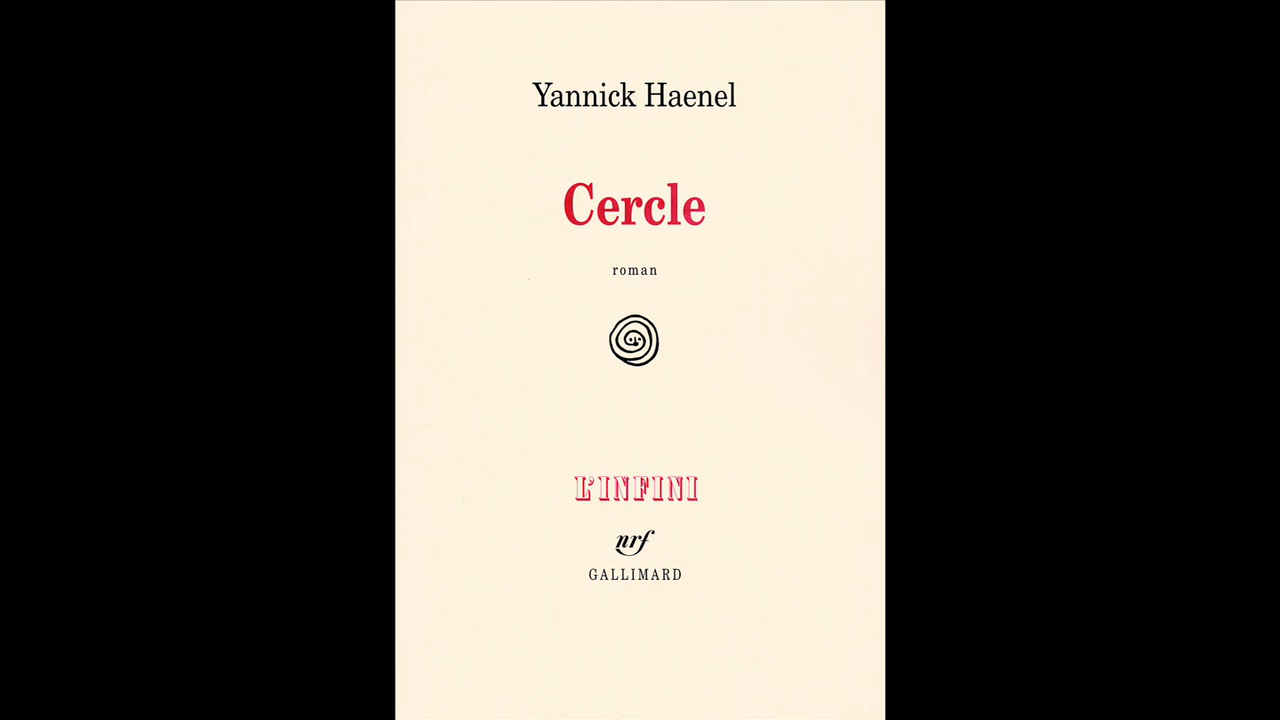 Yannick Haenel
Cercle
roman
L'INFINI
nrf
GALLIMARD